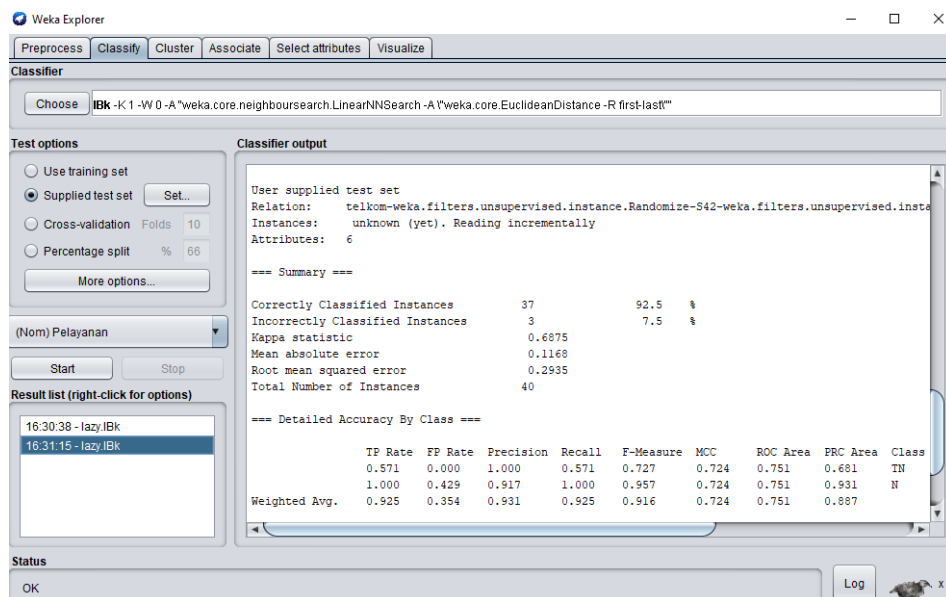 Weka Explorer
Preprocess Classify Cluster Associate Select attributes Visualize
Classifier
Choose IBk -K 1 -W 0 -A "weka.core.neighboursearch.LinearNNSearch -A \"weka.core.EuclideanDistance -R first-last\""
Test options
Use training set
Supplied test set Set...
Cross-validation Folds 10
Percentage split % 66
More options...
(Nom) Pelayanan
Start Stop
Result list (right-click for options)
16:30:38 - lazy.IBk
16:31:15 - lazy.IBk
Classifier output
User supplied test set
Relation: telkom-weka.filters.unsupervised.instance.Randomize-S42-weka.filters.unsupervised.insta
Instances: unknown (yet). Reading incrementally
Attributes: 6
=== Summary ===
Correctly Classified Instances 37 92.5 %
Incorrectly Classified Instances 3 7.5 %
Kappa statistic 0.6875
Mean absolute error 0.1168
Root mean squared error 0.2935
Total Number of Instances 40
=== Detailed Accuracy By Class ===
TP Rate FP Rate Precision Recall F-Measure MCC ROC Area PRC Area Class
0.571 0.000 1.000 0.571 0.727 0.724 0.751 0.681 TN
1.000 0.429 0.917 1.000 0.957 0.724 0.751 0.931 N
Weighted Avg. 0.925 0.354 0.931 0.925 0.916 0.724 0.751 0.887
Status
OK
Log
x